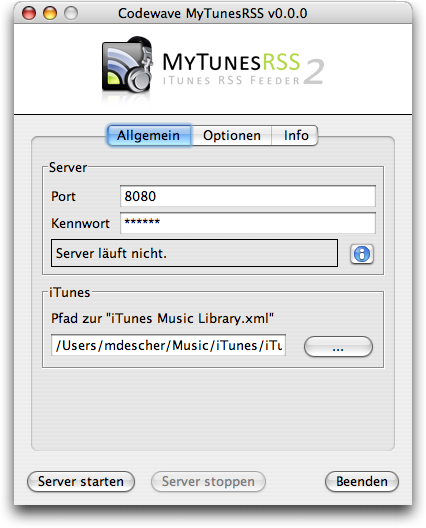 Codewave MyTunesRSS v0.0.0
MYTUNESRSS 2
ITUNES RSS FEEDER
Allgemein Optionen Info
Server
Port 8080
Kennwort ******
Server läuft nicht.
iTunes
Pfad zur "iTunes Music Library.xml"
/Users/mdescher/Music/iTunes/iTu ...
Server starten Server stoppen Beenden